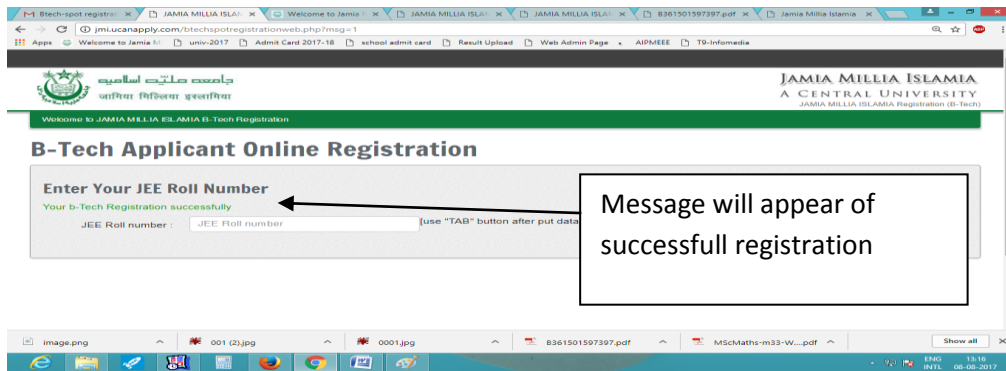 Btech-spot registrat JAMIA MILLIA ISLAM Welcome to Jamia JAMIA MILLIA ISLA JAMIA MILLIA ISLA B361501597397.pdf Jamia Millia Islamia
jmi.ucanapply.com/btechspotregistrationweb.php?msg=1
Apps Welcome to Jamia M univ-2017 Admit Card 2017-18 school admit card Result Upload Web Admin Page AIPMEEE T9-Infomedia
جامعہ ملیہ اسلامیہ
जामिया मिल्लिया इस्लामिया
JAMIA MILLIA ISLAMIA
A CENTRAL UNIVERSITY
JAMIA MILLIA ISLAMIA Registration (B-Tech)
Welcome to JAMIA MILLIA ISLAMIA B-Tech Registration
B-Tech Applicant Online Registration
Enter Your JEE Roll Number
Your b-Tech Registration successfully
JEE Roll number : JEE Roll number [use "TAB" button after put data
Message will appear of
successfull registration
image.png 001 (2).jpg 0001.jpg B361501597397.pdf MScMaths-m33-W....pdf Show all
ENG 13:16
INTL 08-08-2017